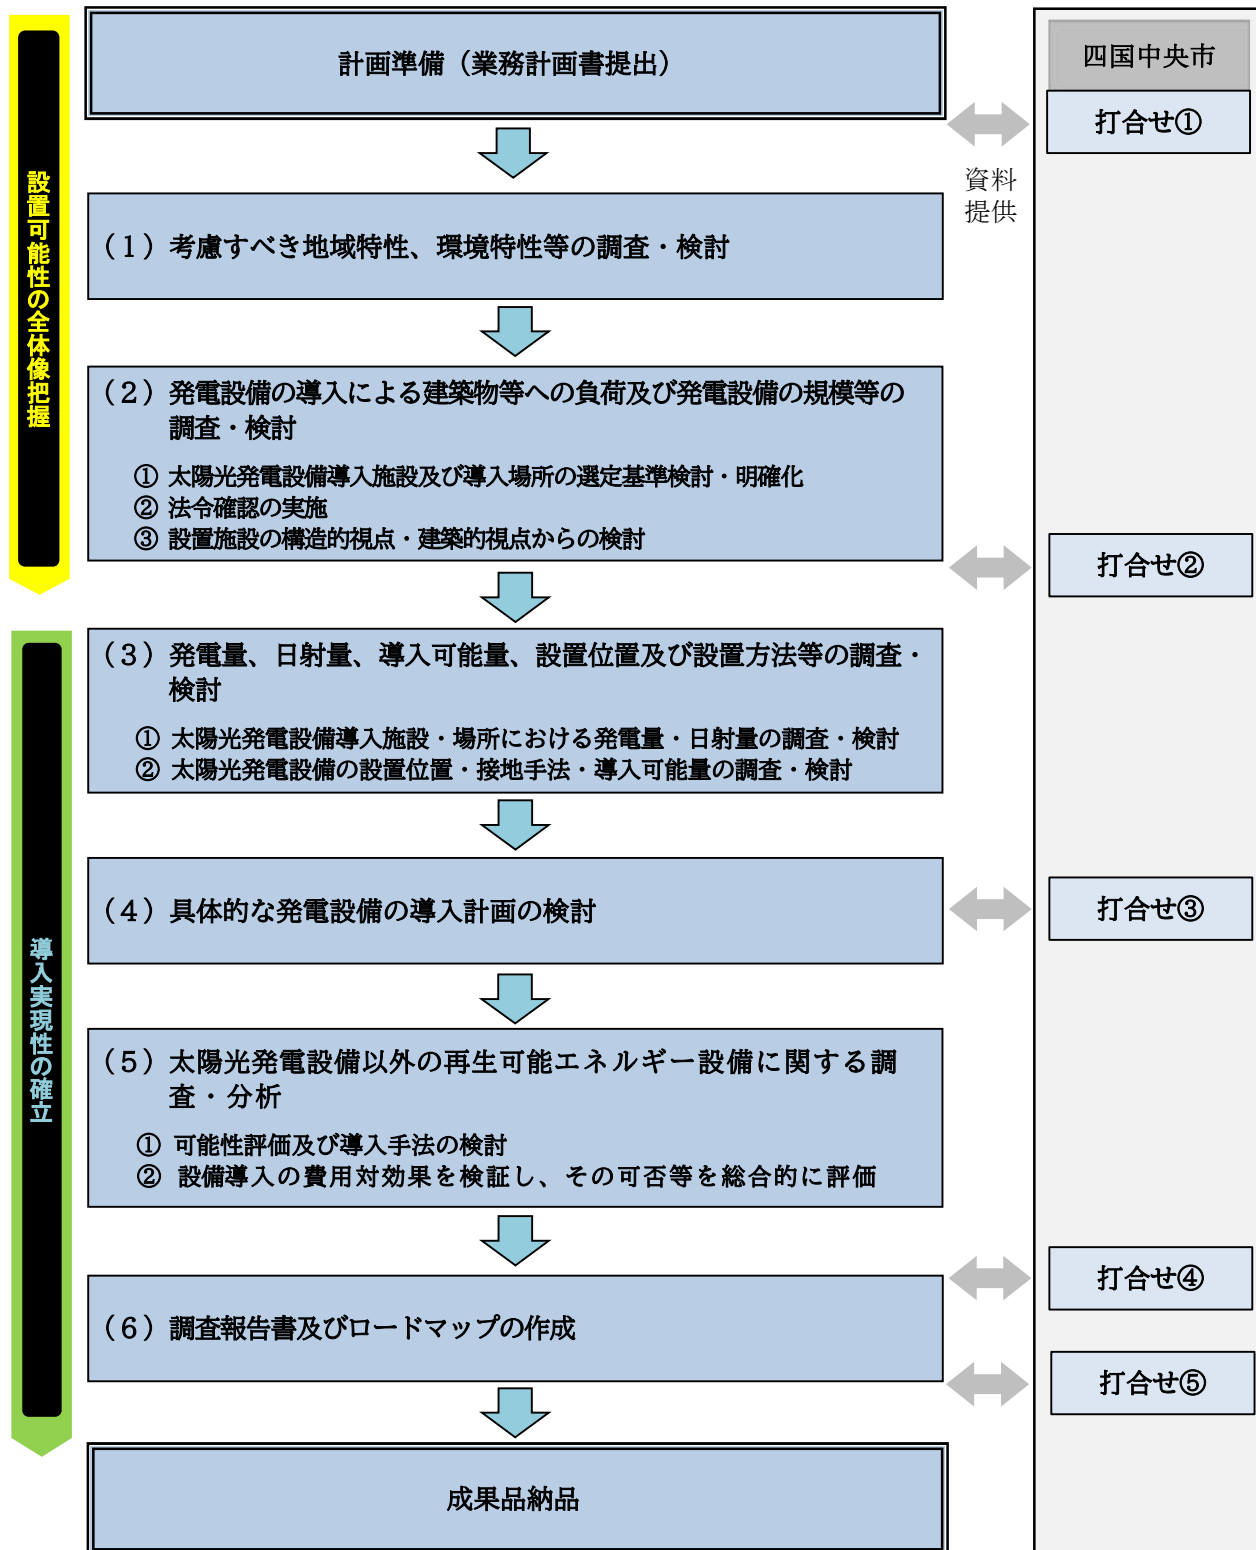 計画準備（業務計画書提出）
四国中央市
打合せ①
資料
提供
設置可能性の全体像把握
（１）考慮すべき地域特性、環境特性等の調査・検討
（２）発電設備の導入による建築物等への負荷及び発電設備の規模等の
調査・検討
① 太陽光発電設備導入施設及び導入場所の選定基準検討・明確化
② 法令確認の実施
③ 設置施設の構造的視点・建築的視点からの検討
打合せ②
導入実現性の確立
（３）発電量、日射量、導入可能量、設置位置及び設置方法等の調査・
検討
① 太陽光発電設備導入施設・場所における発電量・日射量の調査・検討
② 太陽光発電設備の設置位置・接地手法・導入可能量の調査・検討
（４）具体的な発電設備の導入計画の検討
打合せ③
（５）太陽光発電設備以外の再生可能エネルギー設備に関する調
査・分析
① 可能性評価及び導入手法の検討
② 設備導入の費用対効果を検証し、その可否等を総合的に評価
打合せ④
（６）調査報告書及びロードマップの作成
打合せ⑤
成果品納品